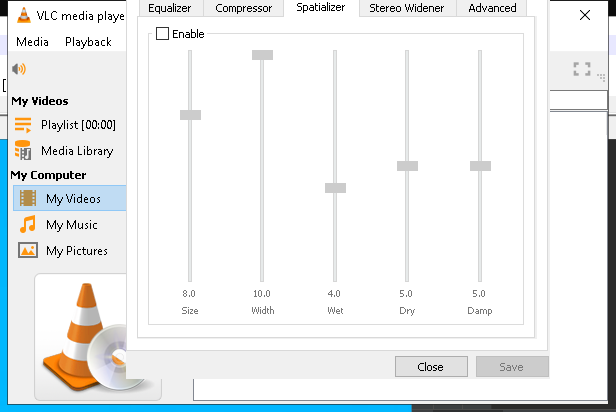 VLC media playe
Equalizer Compressor Spatializer Stereo Widener Advanced
Media Playback
Enable
My Videos
Playlist [00:00]
Media Library
My Computer
My Videos
My Music
My Pictures
8.0 10.0 4.0 5.0 5.0
Size Width Wet Dry Damp
Close Save